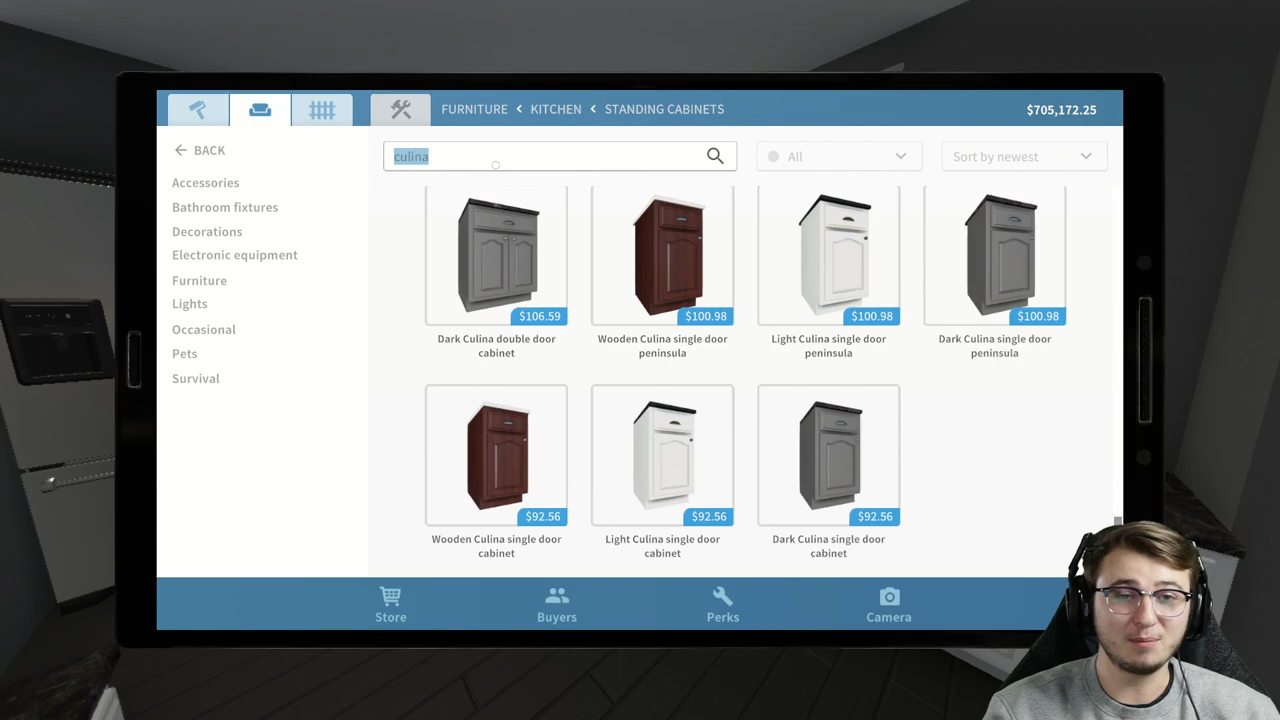 FURNITURE < KITCHEN < STANDING CABINETS
$705,172.25
BACK
culina
All
Sort by newest
Accessories
Bathroom fixtures
Decorations
Electronic equipment
Furniture
Lights
Occasional
Pets
Survival
$106.59
$100.98
$100.98
$100.98
Dark Culina double door
cabinet
Wooden Culina single door
peninsula
Light Culina single door
peninsula
Dark Culina single door
peninsula
$92.56
$92.56
$92.56
Wooden Culina single door
cabinet
Light Culina single door
cabinet
Dark Culina single door
cabinet
Store
Buyers
Perks
Camera